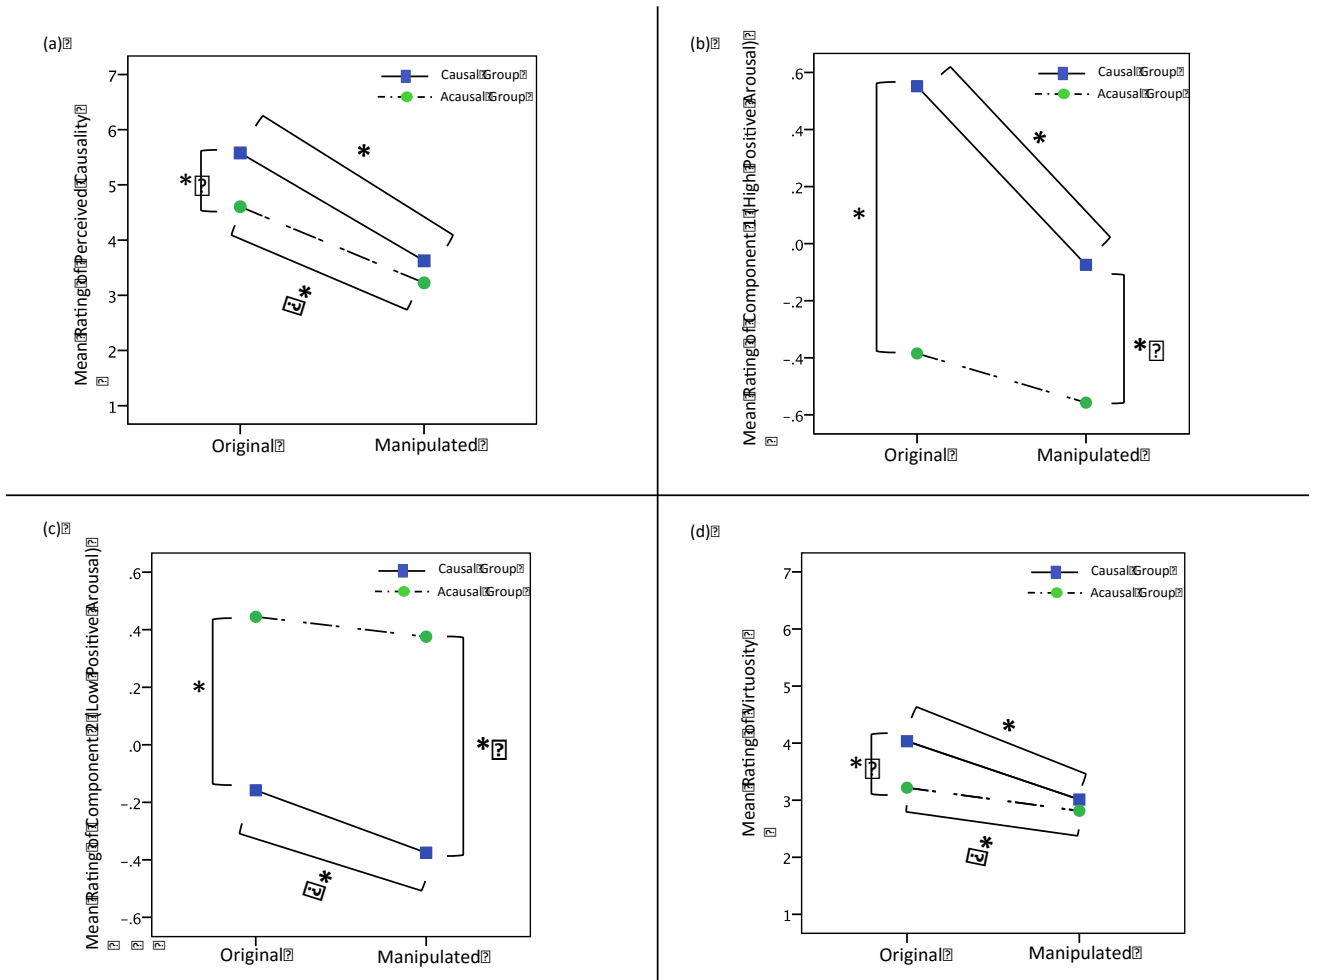 (a)
Causal Group
Acausal Group
Mean Rating of Perceived Causality
7
6
5
4
3
2
1
*
*
*
Original
Manipulated
(b)
Causal Group
Acausal Group
Mean Rating of Component 1 (High Positive Arousal)
.6
.4
.2
.0
-.2
-.4
-.6
*
*
*
Original
Manipulated
(c)
Causal Group
Acausal Group
Mean Rating of Component 2 (Low Positive Arousal)
.6
.4
.2
.0
-.2
-.4
-.6
*
*
*
Original
Manipulated
(d)
Causal Group
Acausal Group
Mean Rating of Virtuosity
7
6
5
4
3
2
1
*
*
*
Original
Manipulated